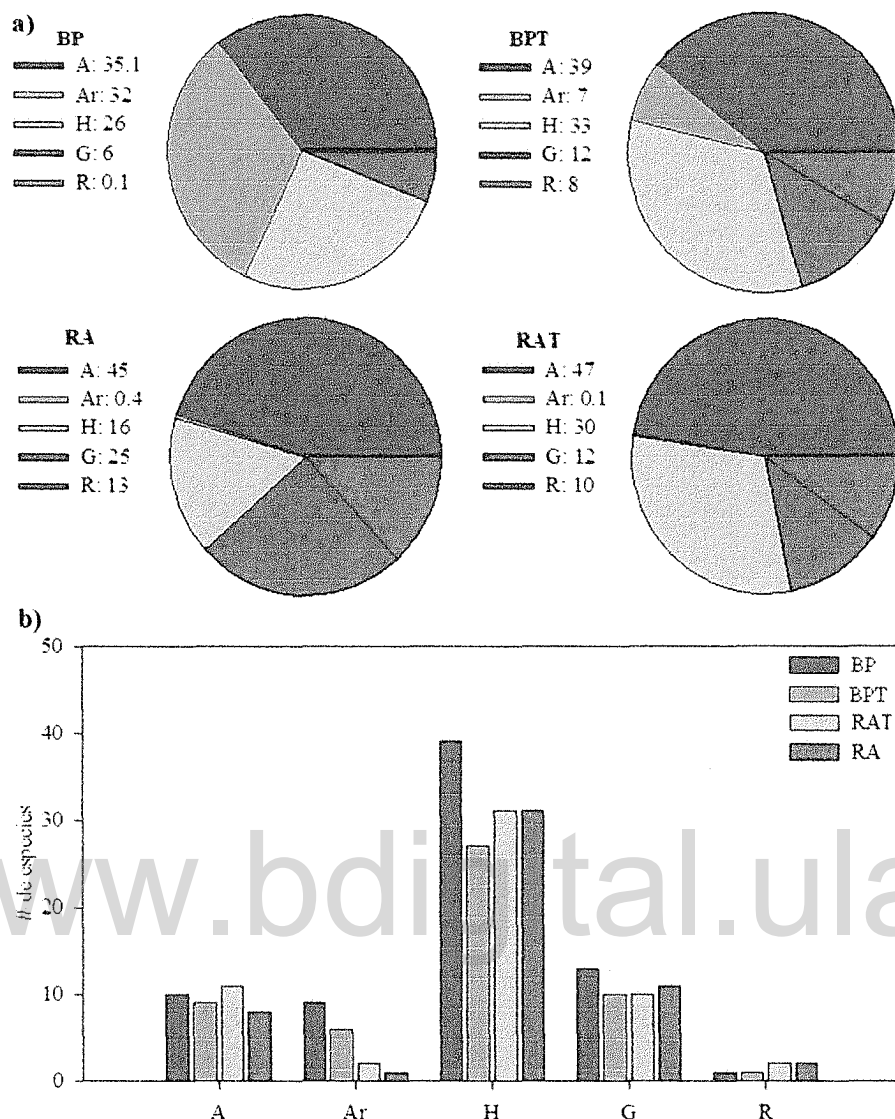 a)
BP
A: 35.1
Ar: 32
H: 26
G: 6
R: 0.1
BPT
A: 39
Ar: 7
H: 33
G: 12
R: 8
RA
A: 45
Ar: 0.4
H: 16
G: 25
R: 13
RAT
A: 47
Ar: 0.1
H: 30
G: 12
R: 10
b)
# de especies
50
40
30
20
10
0
BP
BPT
RAT
RA
A Ar H G R
ww.bdigital.ula